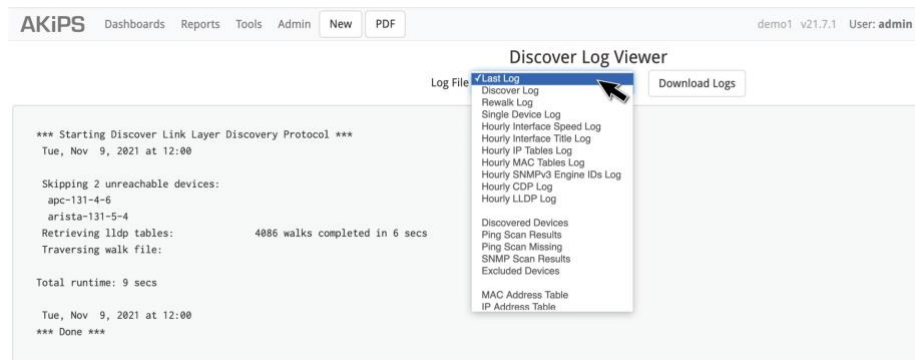 AKiPS Dashboards Reports Tools Admin New PDF demo1 v21.7.1 User: admin
Discover Log Viewer
Log File ✓Last Log Download Logs
Discover Log
Rewalk Log
Single Device Log
Hourly Interface Speed Log
Hourly Interface Title Log
Hourly IP Tables Log
Hourly MAC Tables Log
Hourly SNMPv3 Engine IDs Log
Hourly CDP Log
Hourly LLDP Log
Discovered Devices
Ping Scan Results
Ping Scan Missing
SNMP Scan Results
Excluded Devices
MAC Address Table
IP Address Table
*** Starting Discover Link Layer Discovery Protocol ***
Tue, Nov 9, 2021 at 12:00
Skipping 2 unreachable devices:
apc-131-4-6
arista-131-5-4
Retrieving lldp tables: 4086 walks completed in 6 secs
Traversing walk file:
Total runtime: 9 secs
Tue, Nov 9, 2021 at 12:00
*** Done ***